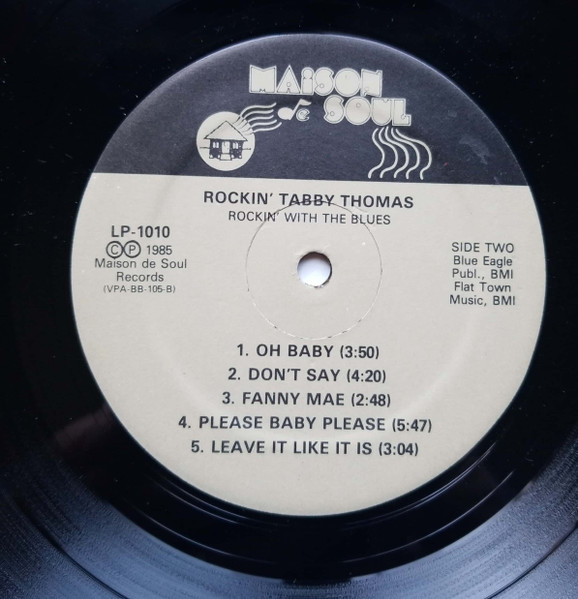 MAISON
de SOUL
ROCKIN' TABBY THOMAS
ROCKIN' WITH THE BLUES
LP-1010
Ⓒ Ⓟ 1985
Maison de Soul
Records
(VPA-BB-105-B)
SIDE TWO
Blue Eagle
Publ., BMI
Flat Town
Music, BMI
1. OH BABY (3:50)
2. DON'T SAY (4:20)
3. FANNY MAE (2:48)
4. PLEASE BABY PLEASE (5:47)
5. LEAVE IT LIKE IT IS (3:04)